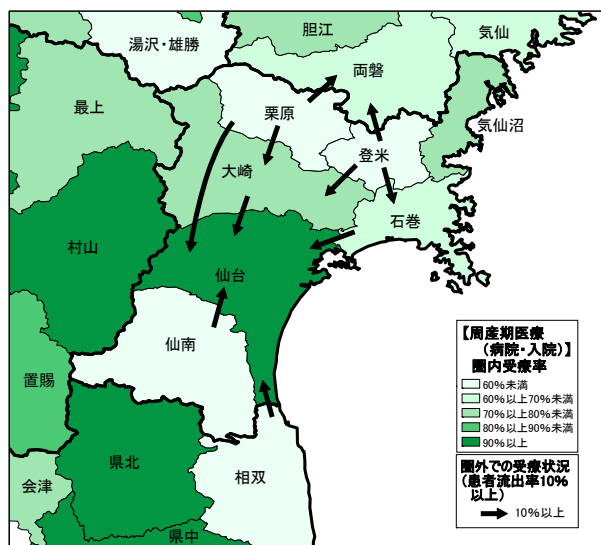 湯沢・雄勝
胆江
気仙
両磐
最上
栗原
気仙沼
登米
大崎
石巻
村山
仙台
仙南
置賜
県北
相双
会津
県中
【周産期医療
(病院・入院)】
圏内受療率
60%未満
60%以上70%未満
70%以上80%未満
80%以上90%未満
90%以上
圏外での受療状況
(患者流出率10%
以上)
10%以上